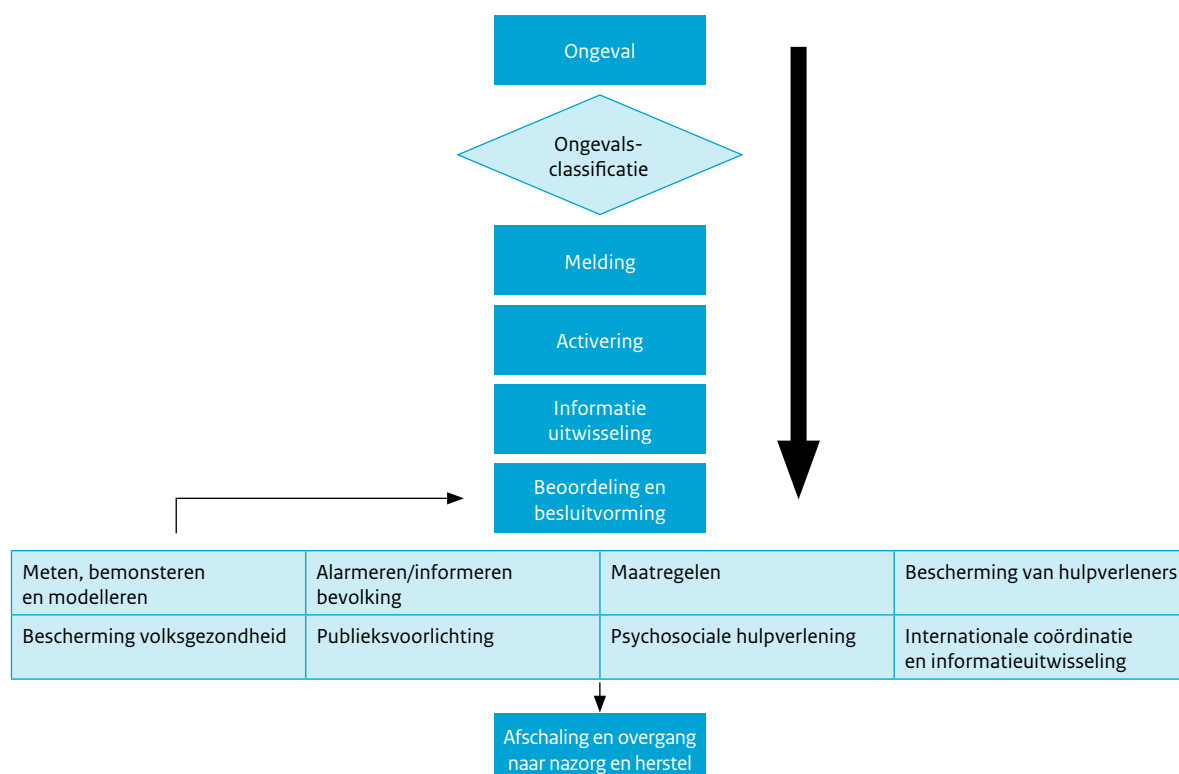 Ongeval
Ongevals-
classificatie
Melding
Activering
Informatie
uitwisseling
Beoordeling en
besluitvorming
Meten, bemonsteren
en modelleren
Alarmeren/informeren
bevolking
Maatregelen
Bescherming van hulpverleners
Bescherming volksgezondheid
Publieksvoorlichting
Psychosociale hulpverlening
Internationale coördinatie
en informatieuitwisseling
Afschaling en overgang
naar nazorg en herstel